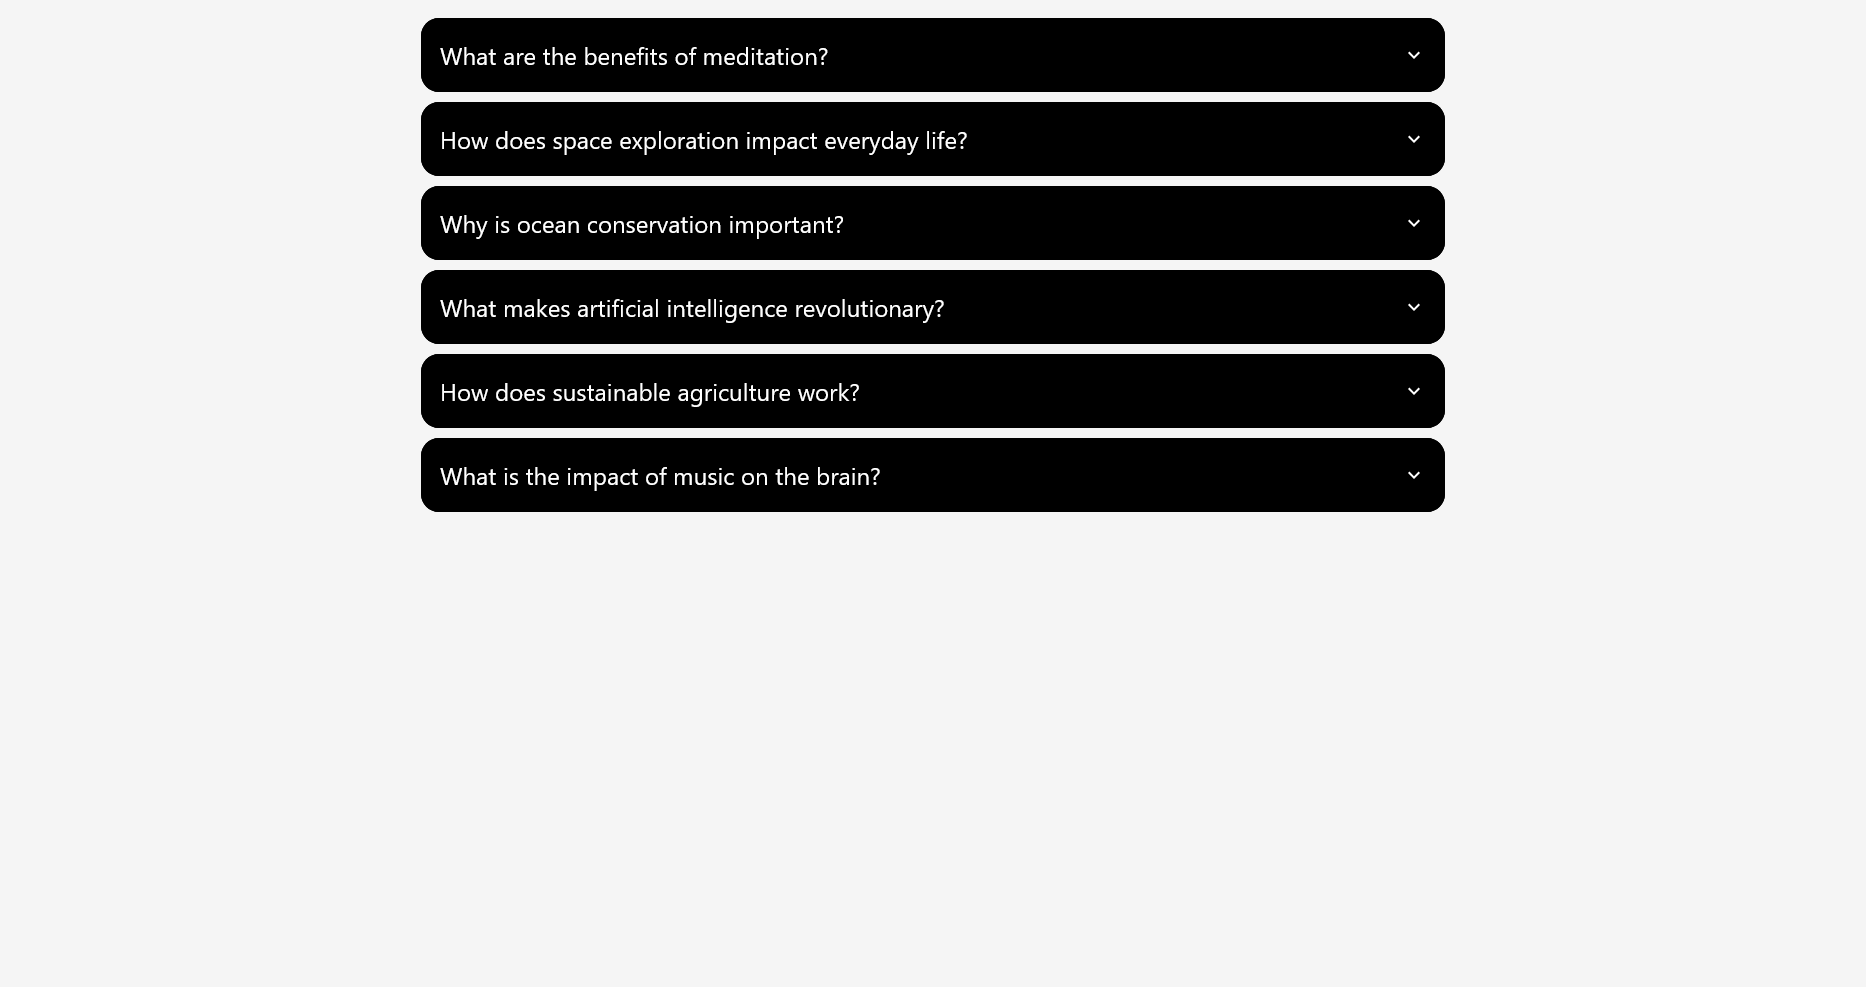 What are the benefits of meditation?
How does space exploration impact everyday life?
Why is ocean conservation important?
What makes artificial intelligence revolutionary?
How does sustainable agriculture work?
What is the impact of music on the brain?